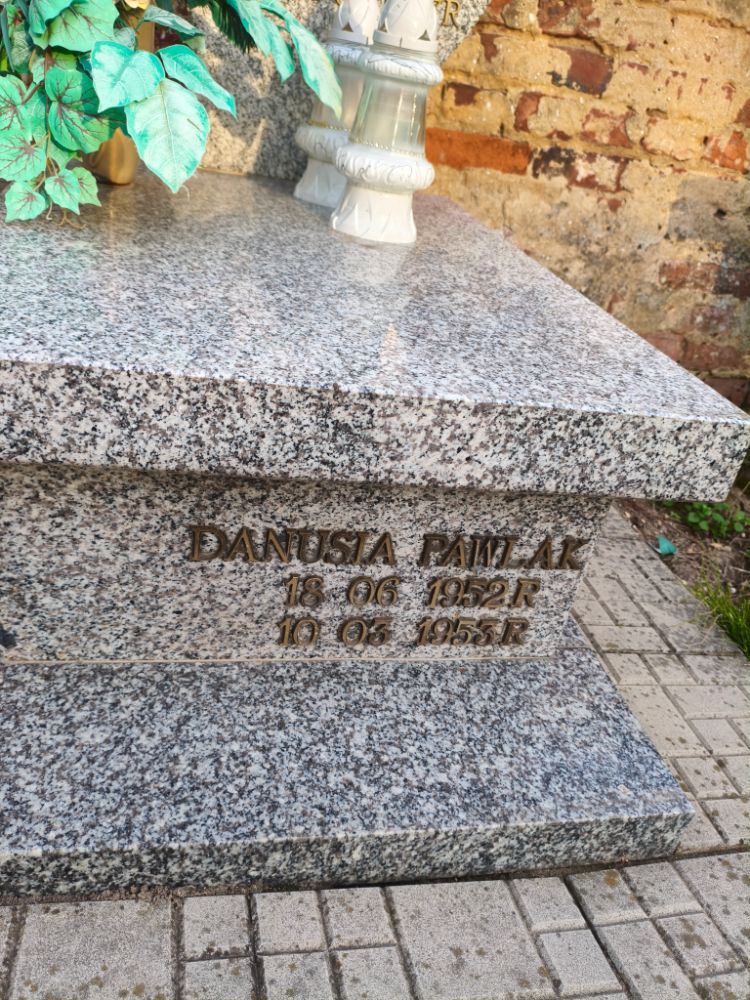 DANUSIA PAWLAK
18 06 1952 R
10 03 1953 R